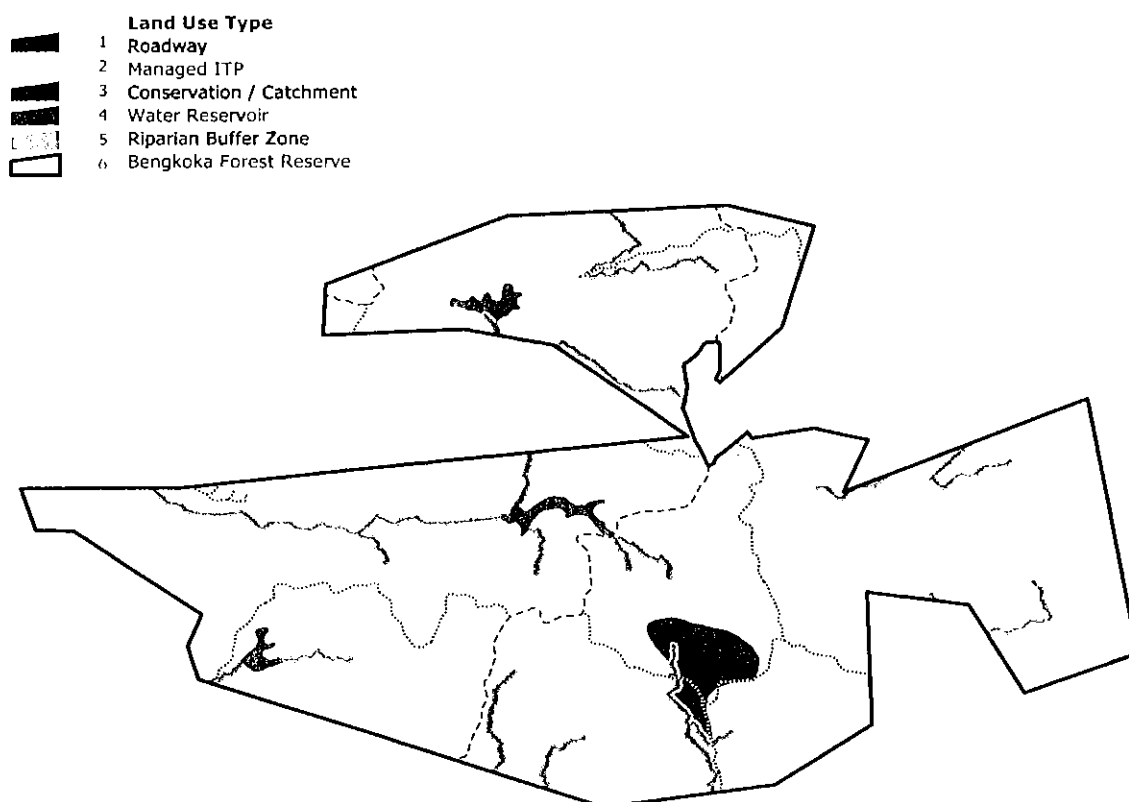 Land Use Type
1 Roadway
2 Managed ITP
3 Conservation / Catchment
4 Water Reservoir
5 Riparian Buffer Zone
6 Bengkoka Forest Reserve